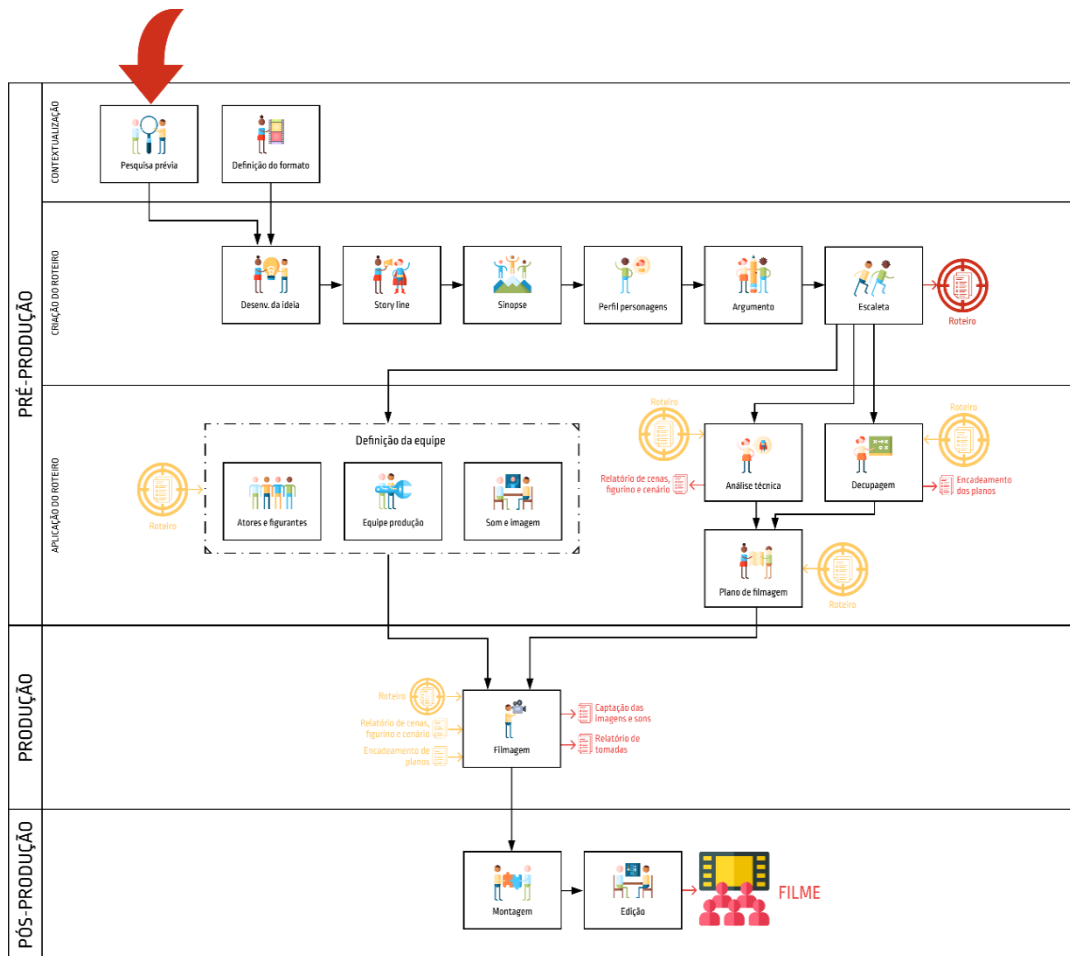 PRÉ-PRODUÇÃO
CONTEXTUALIZAÇÃO
Pesquisa prévia
Definição do formato
CRIAÇÃO DO ROTEIRO
Desenv. da ideia
Story line
Sinopse
Perfil personagens
Argumento
Escaleta
Roteiro
APLICAÇÃO DO ROTEIRO
Roteiro
Definição da equipe
Atores e figurantes
Equipe produção
Som e imagem
Roteiro
Relatório de cenas,
figurino e cenário
Análise técnica
Decupagem
Roteiro
Encadeamento
dos planos
Plano de filmagem
Roteiro
PRODUÇÃO
Roteiro
Relatório de cenas,
figurino e cenário
Encadeamento de
planos
Filmagem
Captação das
imagens e sons
Relatório de
tomadas
PÓS-PRODUÇÃO
Montagem
Edição
FILME